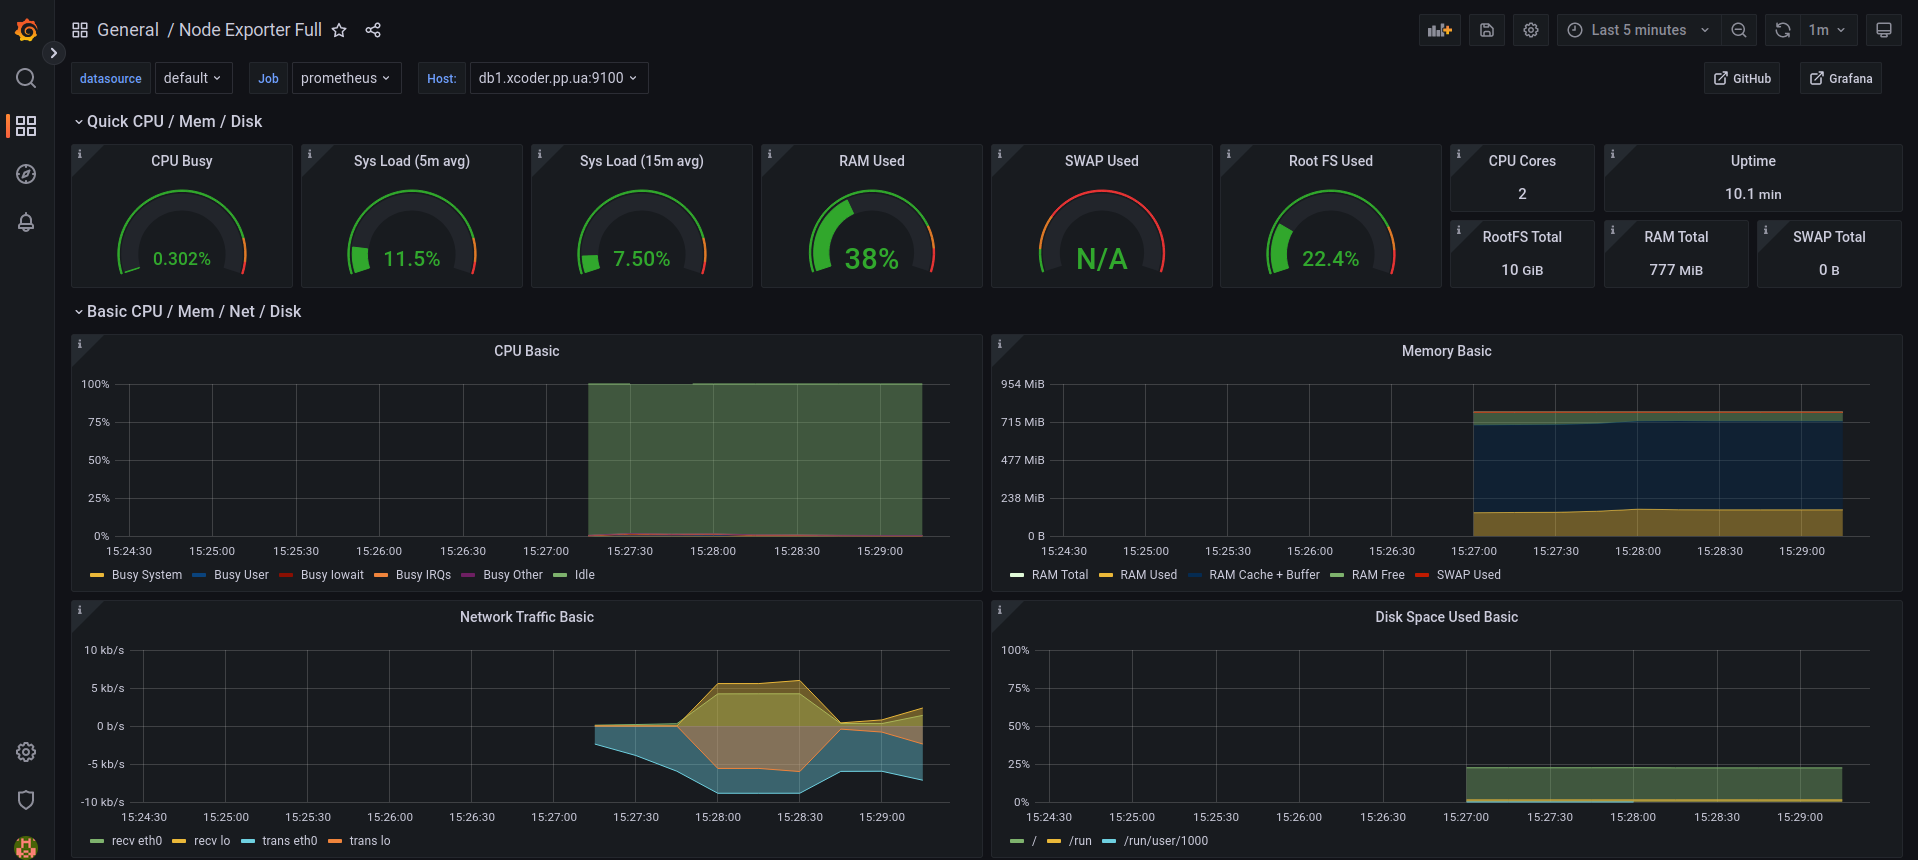 General / Node Exporter Full
Last 5 minutes
1m
datasource default Job prometheus Host: db1.xcoder.pp.ua:9100
GitHub Grafana
Quick CPU / Mem / Disk
CPU Busy
0.302%
Sys Load (5m avg)
11.5%
Sys Load (15m avg)
7.50%
RAM Used
38%
SWAP Used
N/A
Root FS Used
22.4%
CPU Cores
2
Uptime
10.1 min
RootFS Total
10 GiB
RAM Total
777 MiB
SWAP Total
0 B
Basic CPU / Mem / Net / Disk
CPU Basic
100%
75%
50%
25%
0%
15:24:30 15:25:00 15:25:30 15:26:00 15:26:30 15:27:00 15:27:30 15:28:00 15:28:30 15:29:00
Busy System Busy User Busy Iowait Busy IRQs Busy Other Idle
Memory Basic
954 MiB
715 MiB
477 MiB
238 MiB
0 B
15:24:30 15:25:00 15:25:30 15:26:00 15:26:30 15:27:00 15:27:30 15:28:00 15:28:30 15:29:00
RAM Total RAM Used RAM Cache + Buffer RAM Free SWAP Used
Network Traffic Basic
10 kb/s
5 kb/s
0 b/s
-5 kb/s
-10 kb/s
15:24:30 15:25:00 15:25:30 15:26:00 15:26:30 15:27:00 15:27:30 15:28:00 15:28:30 15:29:00
recv eth0 recv lo trans eth0 trans lo
Disk Space Used Basic
100%
75%
50%
25%
0%
15:24:30 15:25:00 15:25:30 15:26:00 15:26:30 15:27:00 15:27:30 15:28:00 15:28:30 15:29:00
/ /run /run/user/1000